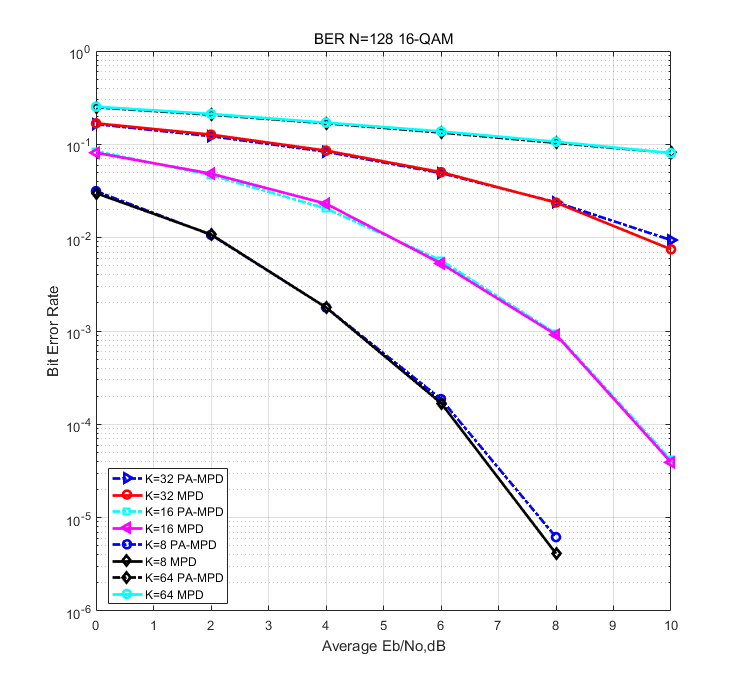 BER N=128 16-QAM
10^0
10^-1
10^-2
10^-3
10^-4
10^-5
10^-6
Bit Error Rate
K=32 PA-MPD
K=32 MPD
K=16 PA-MPD
K=16 MPD
K=8 PA-MPD
K=8 MPD
K=64 PA-MPD
K=64 MPD
0 1 2 3 4 5 6 7 8 9 10
Average Eb/No,dB